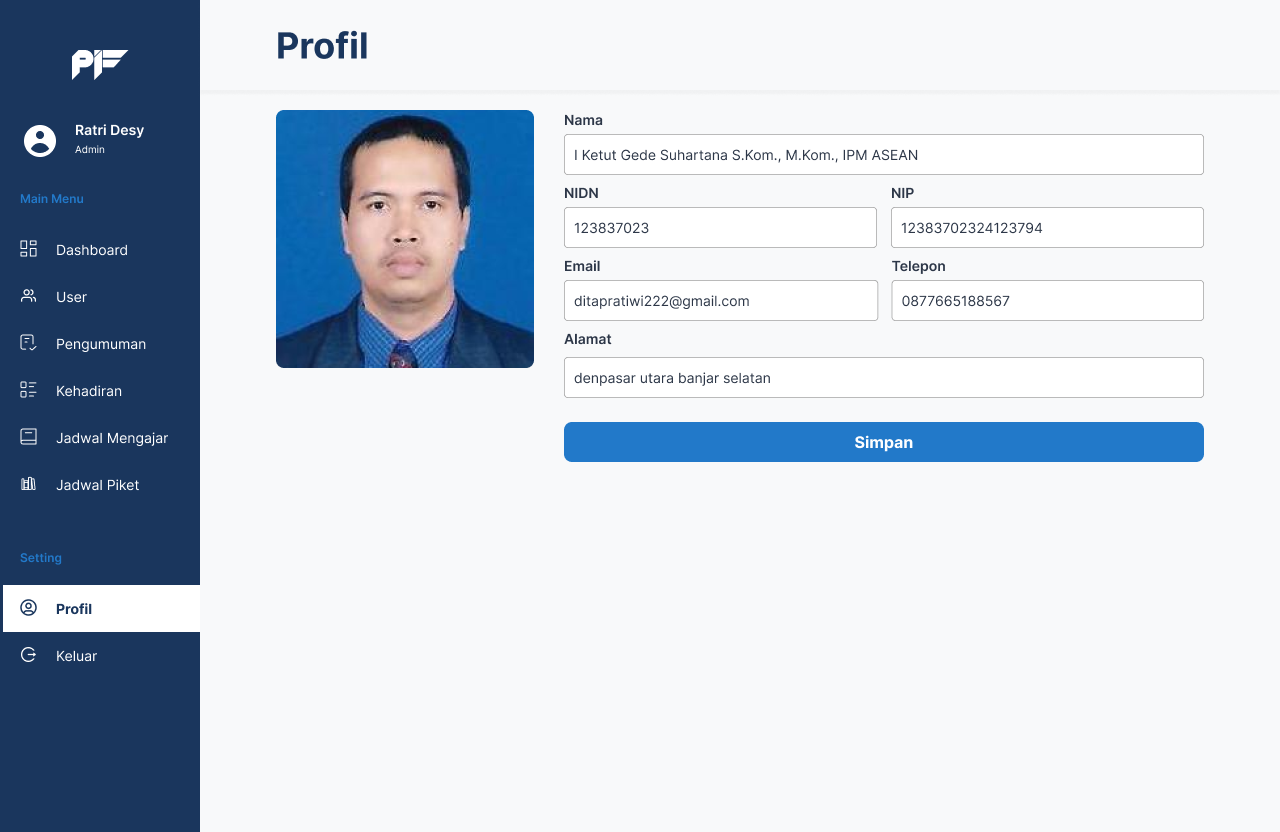 PIF
Ratri Desy
Admin
Main Menu
Dashboard
User
Pengumuman
Kehadiran
Jadwal Mengajar
Jadwal Piket
Setting
Profil
Keluar
Profil
Nama
I Ketut Gede Suhartana S.Kom., M.Kom., IPM ASEAN
NIDN
NIP
123837023
12383702324123794
Email
Telepon
ditapratiwi222@gmail.com
0877665188567
Alamat
denpasar utara banjar selatan
Simpan